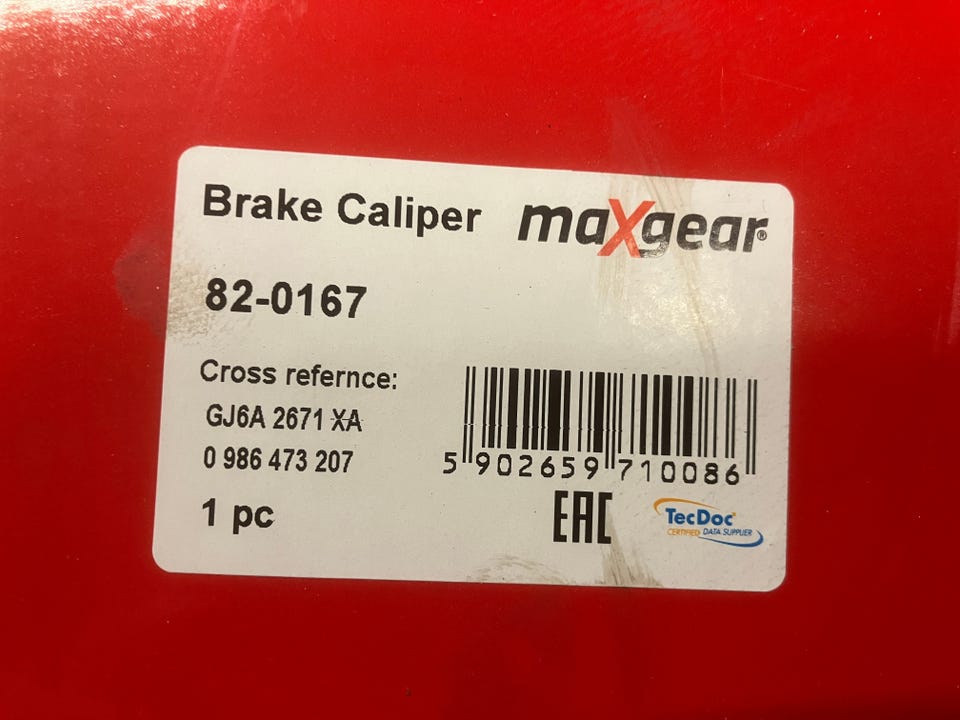 Brake Caliper
maXgear®
82-0167
Cross refernce:
GJ6A 2671 XA
0 986 473 207
1 pc
5 902659 710086
EAC
TecDoc®
CERTIFIED DATA SUPPLIER